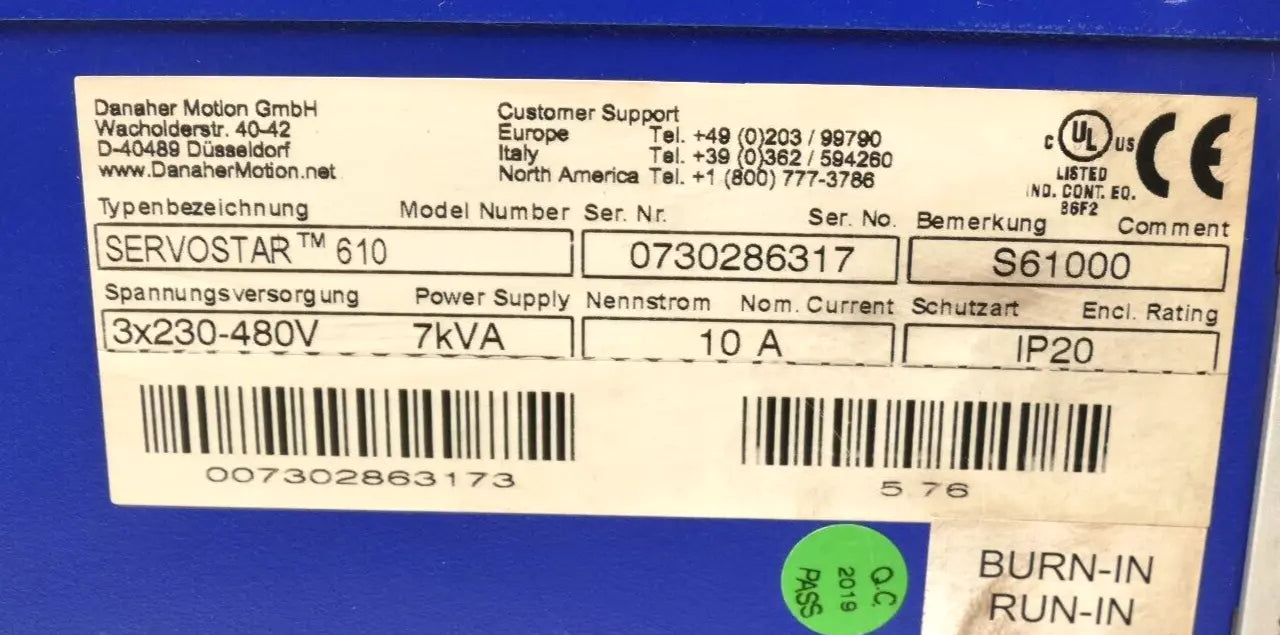 Danaher Motion GmbH
Wacholderstr. 40-42
D-40489 Düsseldorf
www.DanaherMotion.net
Customer Support
Europe Tel. +49 (0)203 / 99790
Italy Tel. +39 (0)362 / 594260
North America Tel. +1 (800) 777-3786
C UL US
LISTED
IND. CONT. EQ.
86F2
CE
Typenbezeichnung Model Number Ser. Nr. Ser. No. Bemerkung Comment
SERVOSTAR™ 610 0730286317 S61000
Spannungsversorgung Power Supply Nennstrom Nom. Current Schutzart Encl. Rating
3x230-480V 7kVA 10 A IP20
007302863173
5.76
Q.C.
2019
PASS
BURN-IN
RUN-IN